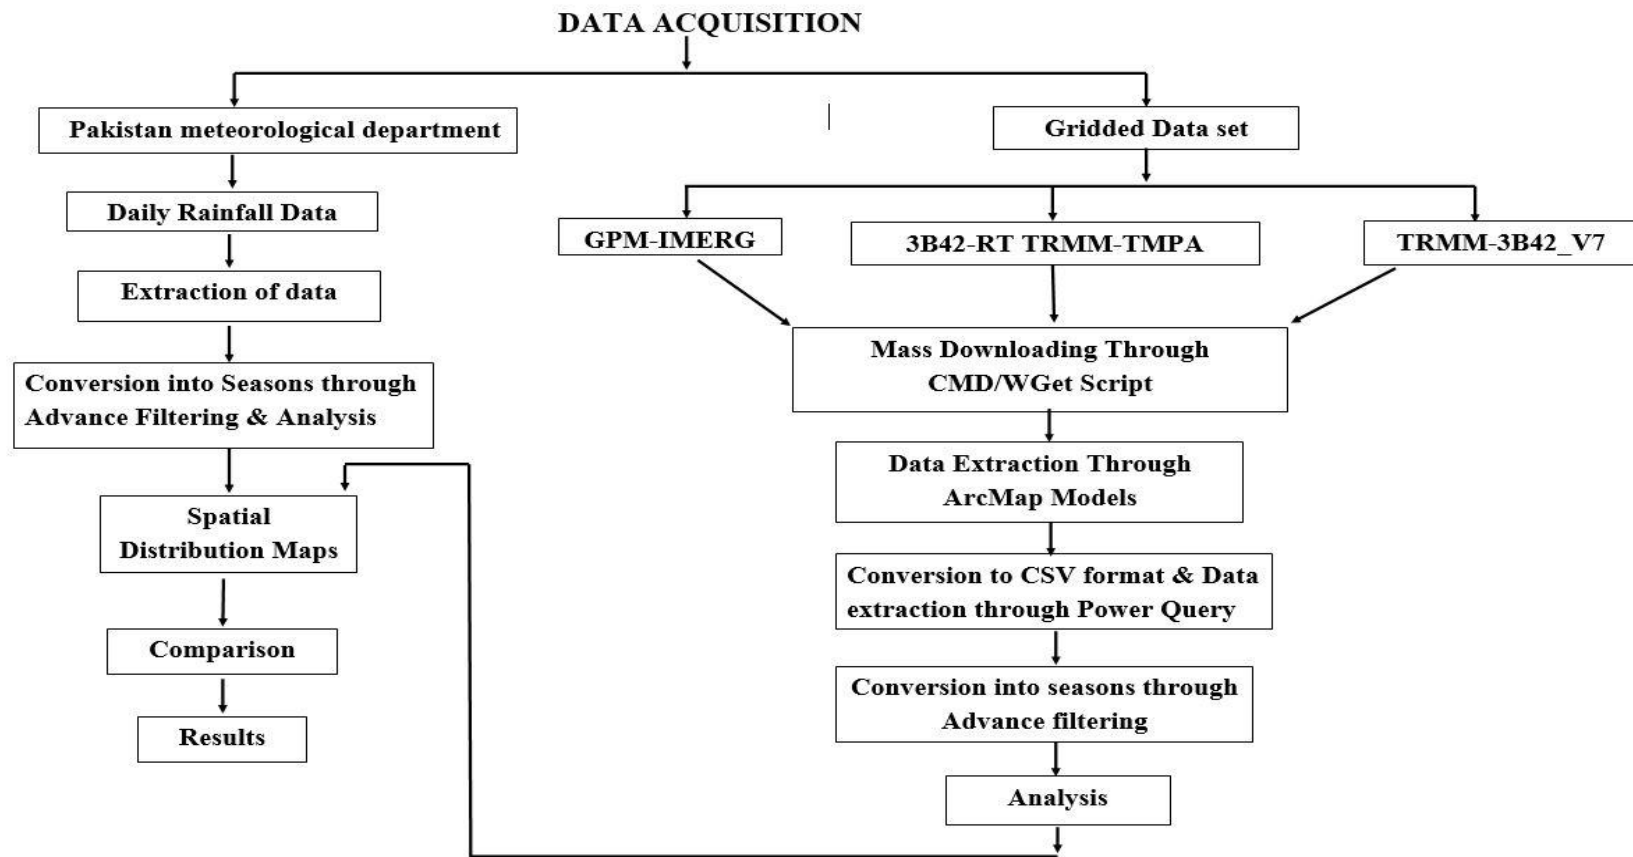 DATA ACQUISITION
Pakistan meteorological department
Daily Rainfall Data
Extraction of data
Conversion into Seasons through
Advance Filtering & Analysis
Spatial
Distribution Maps
Comparison
Results
Gridded Data set
GPM-IMERG
3B42-RT TRMM-TMPA
TRMM-3B42_V7
Mass Downloading Through
CMD/WGet Script
Data Extraction Through
ArcMap Models
Conversion to CSV format & Data
extraction through Power Query
Conversion into seasons through
Advance filtering
Analysis